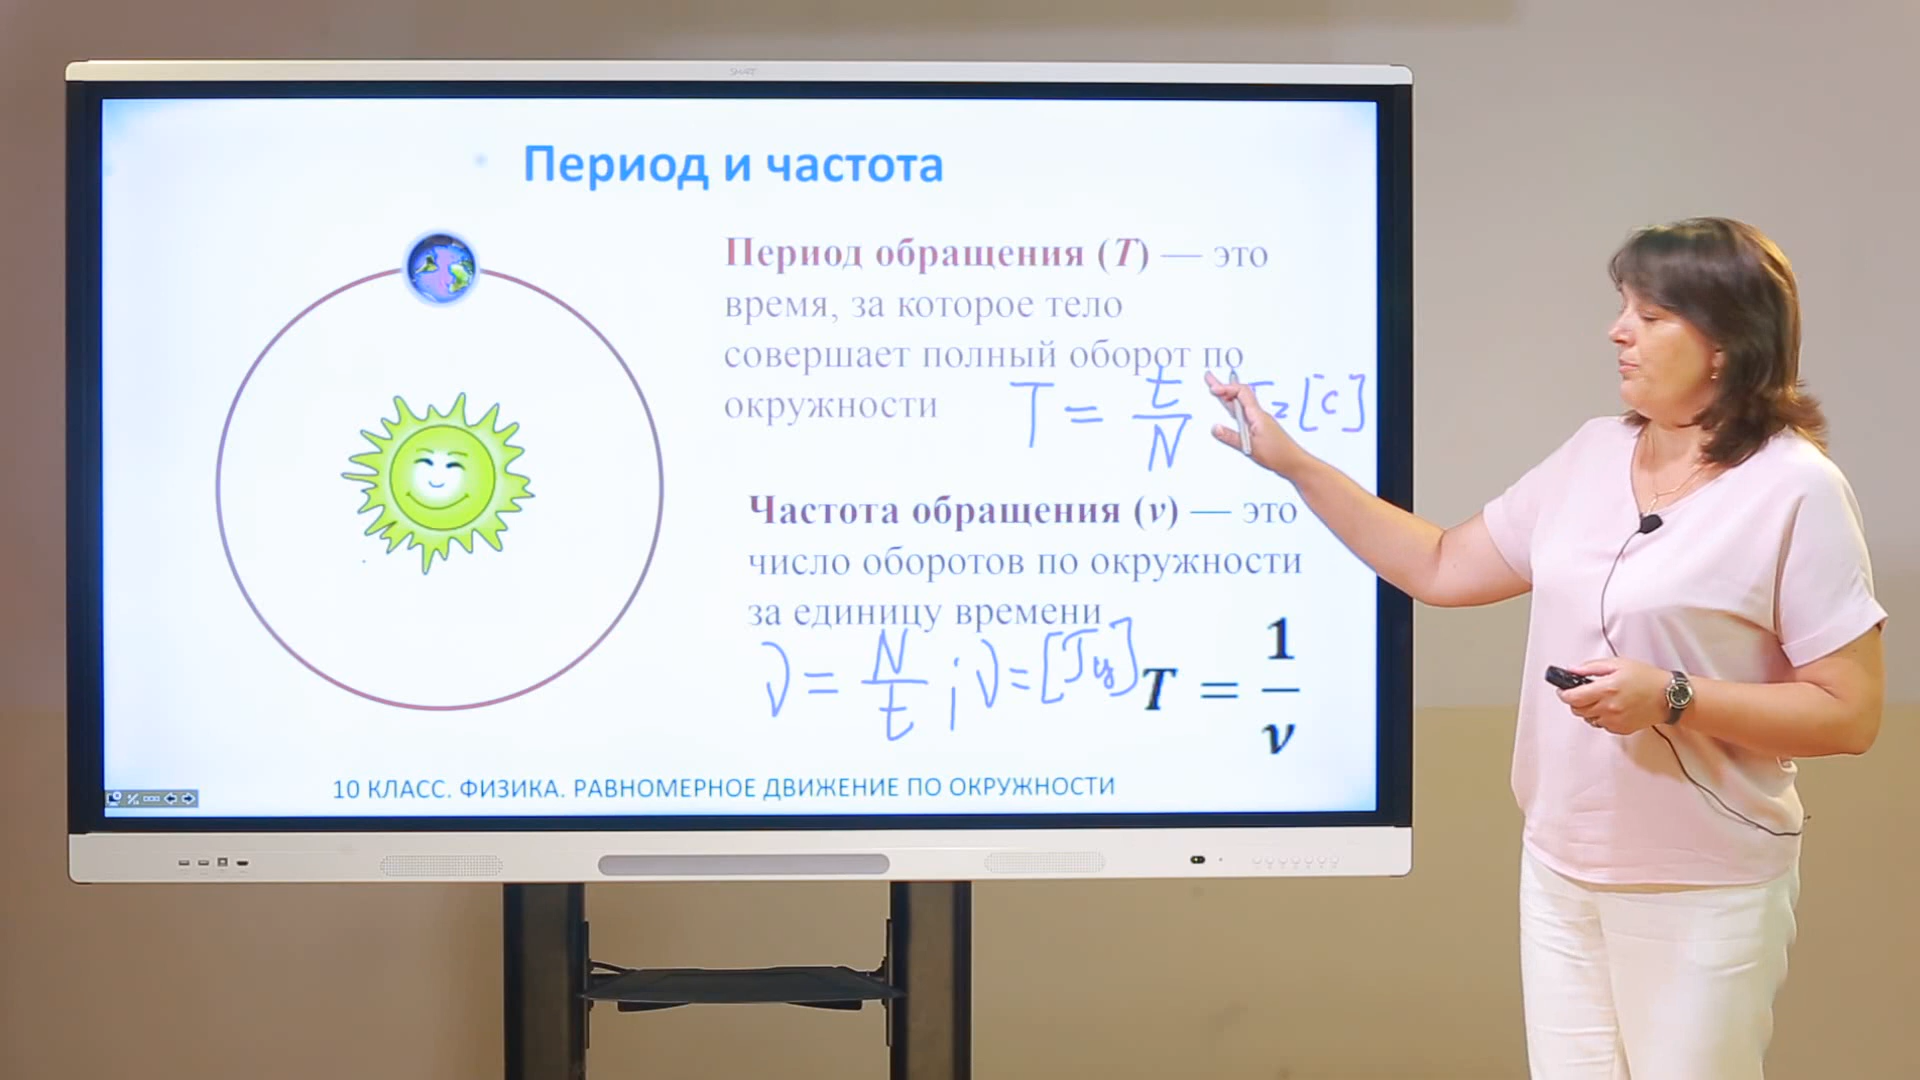 SMART
Период и частота
Период обращения (T) — это
время, за которое тело
совершает полный оборот по
окружности
T = t/N T = [c]
Частота обращения (ν) — это
число оборотов по окружности
за единицу времени
ν = N/t ; ν = [Гц]
T = 1/ν
10 КЛАСС. ФИЗИКА. РАВНОМЕРНОЕ ДВИЖЕНИЕ ПО ОКРУЖНОСТИ